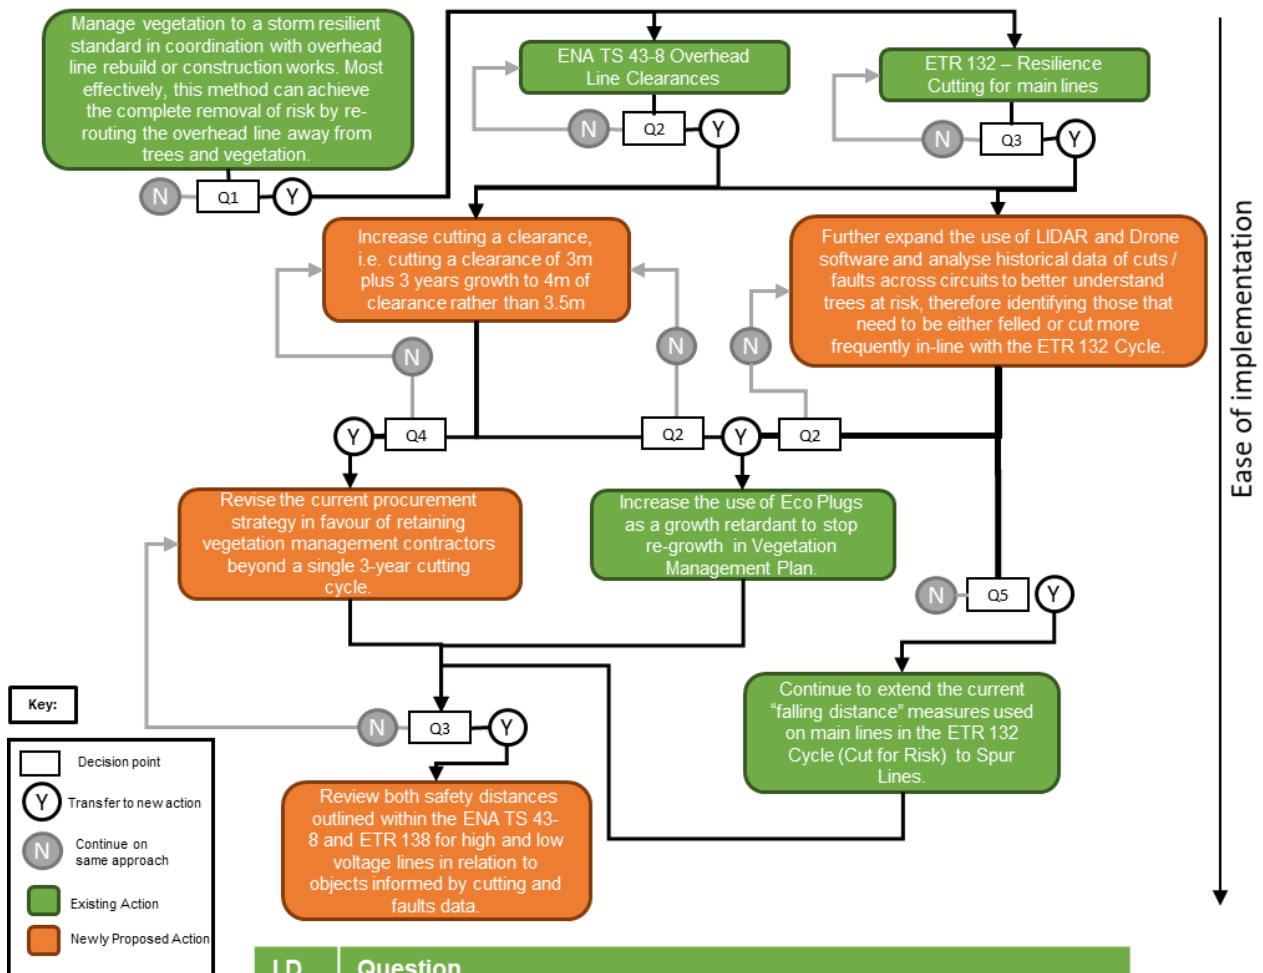 Manage vegetation to a storm resilient
standard in coordination with overhead
line rebuild or construction works. Most
effectively, this method can achieve
the complete removal of risk by re-
routing the overhead line away from
trees and vegetation.
ENA TS 43-8 Overhead
Line Clearances
ETR 132 – Resilience
Cutting for main lines
N
Q2
Y
N
Q3
Y
N
Q1
Y
Increase cutting a clearance,
i.e. cutting a clearance of 3m
plus 3 years growth to 4m of
clearance rather than 3.5m
Further expand the use of LIDAR and Drone
software and analyse historical data of cuts /
faults across circuits to better understand
trees at risk, therefore identifying those that
need to be either felled or cut more
frequently in-line with the ETR 132 Cycle.
Ease of implementation
N
N
N
Y
Q4
Q2
Y
Q2
Revise the current procurement
strategy in favour of retaining
vegetation management contractors
beyond a single 3-year cutting
cycle.
Increase the use of Eco Plugs
as a growth retardant to stop
re-growth in Vegetation
Management Plan.
N
Q5
Y
Continue to extend the current
“falling distance” measures used
on main lines in the ETR 132
Cycle (Cut for Risk) to Spur
Lines.
N
Q3
Y
Review both safety distances
outlined within the ENA TS 43-
8 and ETR 138 for high and low
voltage lines in relation to
objects informed by cutting and
faults data.
Key:
Decision point
Y
Transfer to new action
N
Continue on
same approach
Existing Action
Newly Proposed Action
I.D. Question